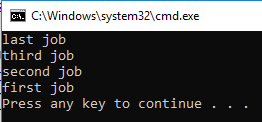 C:\Windows\system32\cmd.exe
last job
third job
second job
first job
Press any key to continue . . .